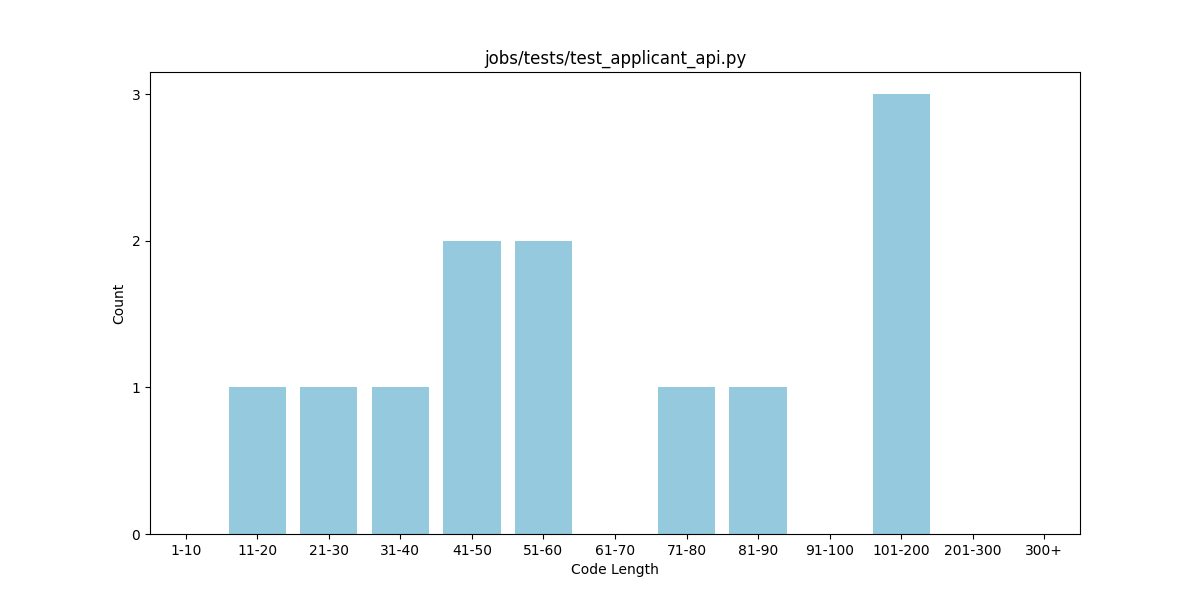 jobs/tests/test_applicant_api.py
3
2
1
0
Count
1-10 11-20 21-30 31-40 41-50 51-60 61-70 71-80 81-90 91-100 101-200 201-300 300+
Code Length